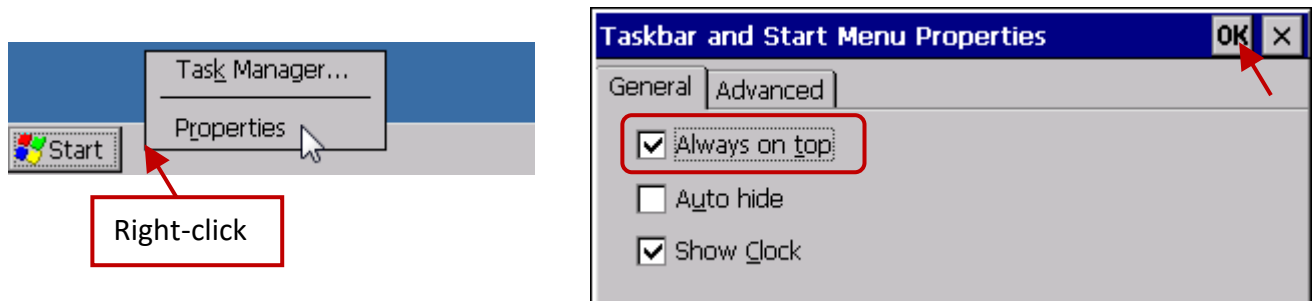 Task Manager...
Properties
Start
Right-click
Taskbar and Start Menu Properties
OK
General
Advanced
Always on top
Auto hide
Show Clock